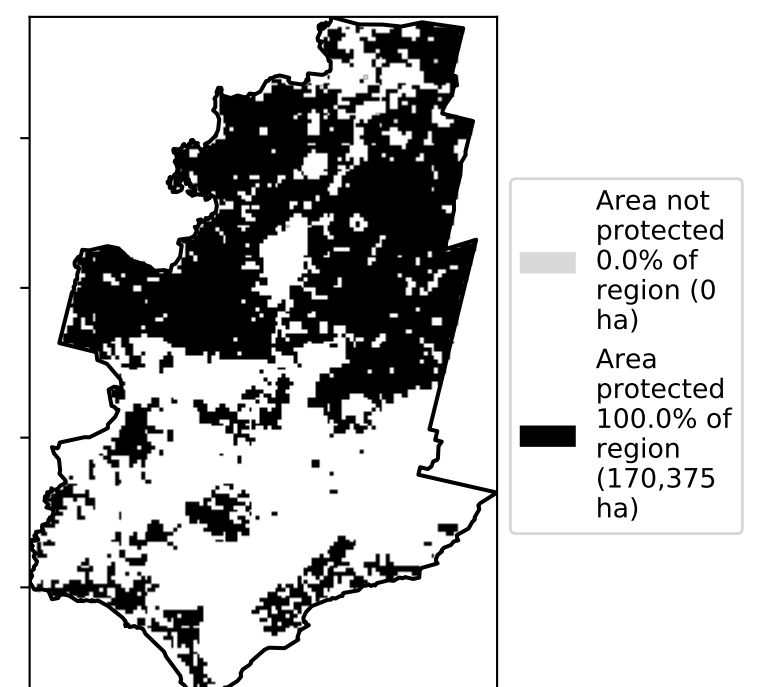 Area not
protected
0.0% of
region (0
ha)
Area
protected
100.0% of
region
(170,375
ha)